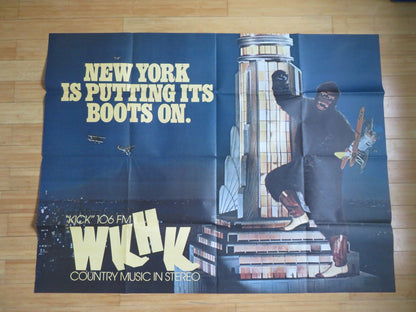 NEW YORK
IS PUTTING ITS
BOOTS ON.
"KICK" 106 FM
WKHK
COUNTRY MUSIC IN STEREO